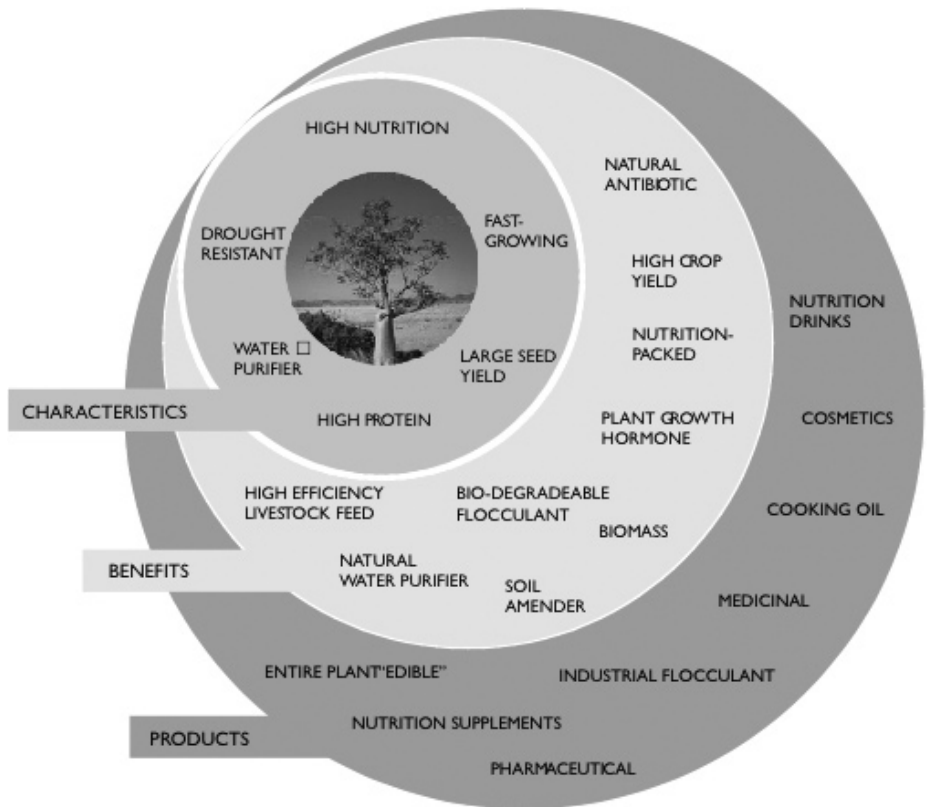 HIGH NUTRITION
DROUGHT
RESISTANT
FAST-
GROWING
WATER □
PURIFIER
LARGE SEED
YIELD
HIGH PROTEIN
CHARACTERISTICS
NATURAL
ANTIBIOTIC
HIGH CROP
YIELD
NUTRITION-
PACKED
PLANT GROWTH
HORMONE
HIGH EFFICIENCY
LIVESTOCK FEED
BIO-DEGRADEABLE
FLOCCULANT
BIOMASS
NATURAL
WATER PURIFIER
SOIL
AMENDER
BENEFITS
NUTRITION
DRINKS
COSMETICS
COOKING OIL
MEDICINAL
ENTIRE PLANT“EDIBLE”
INDUSTRIAL FLOCCULANT
NUTRITION SUPPLEMENTS
PHARMACEUTICAL
PRODUCTS